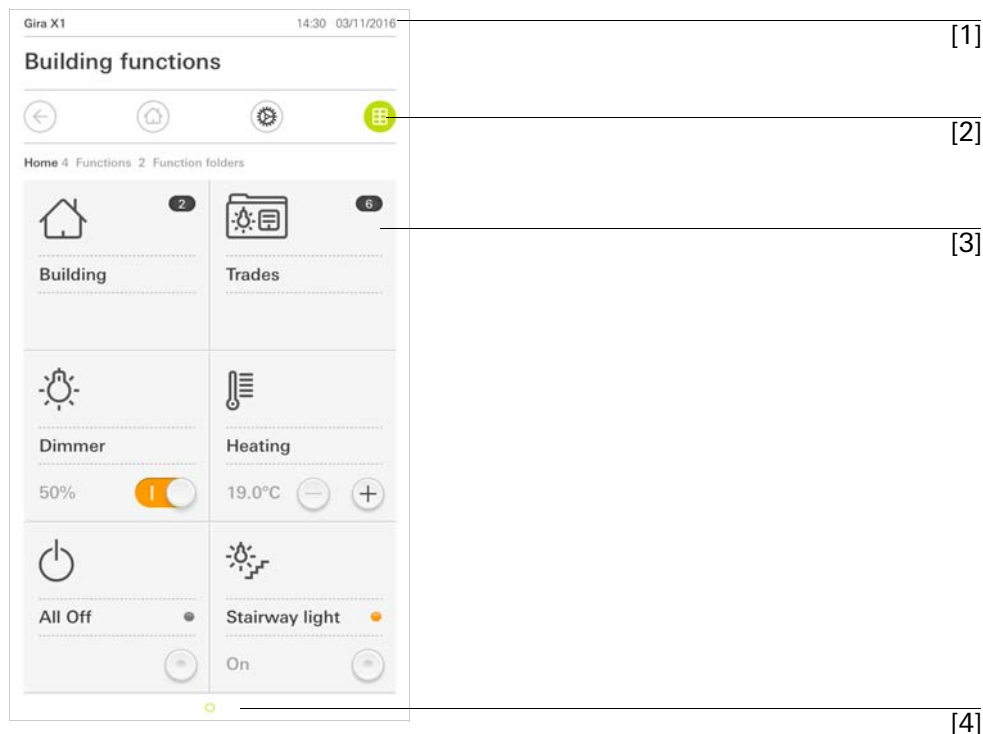 Gira X1 14:30 03/11/2016
[1]
Building functions
[2]
Home 4 Functions 2 Function folders
2 6
[3]
Building Trades
Dimmer Heating
50% 19.0°C
All Off Stairway light
On
[4]